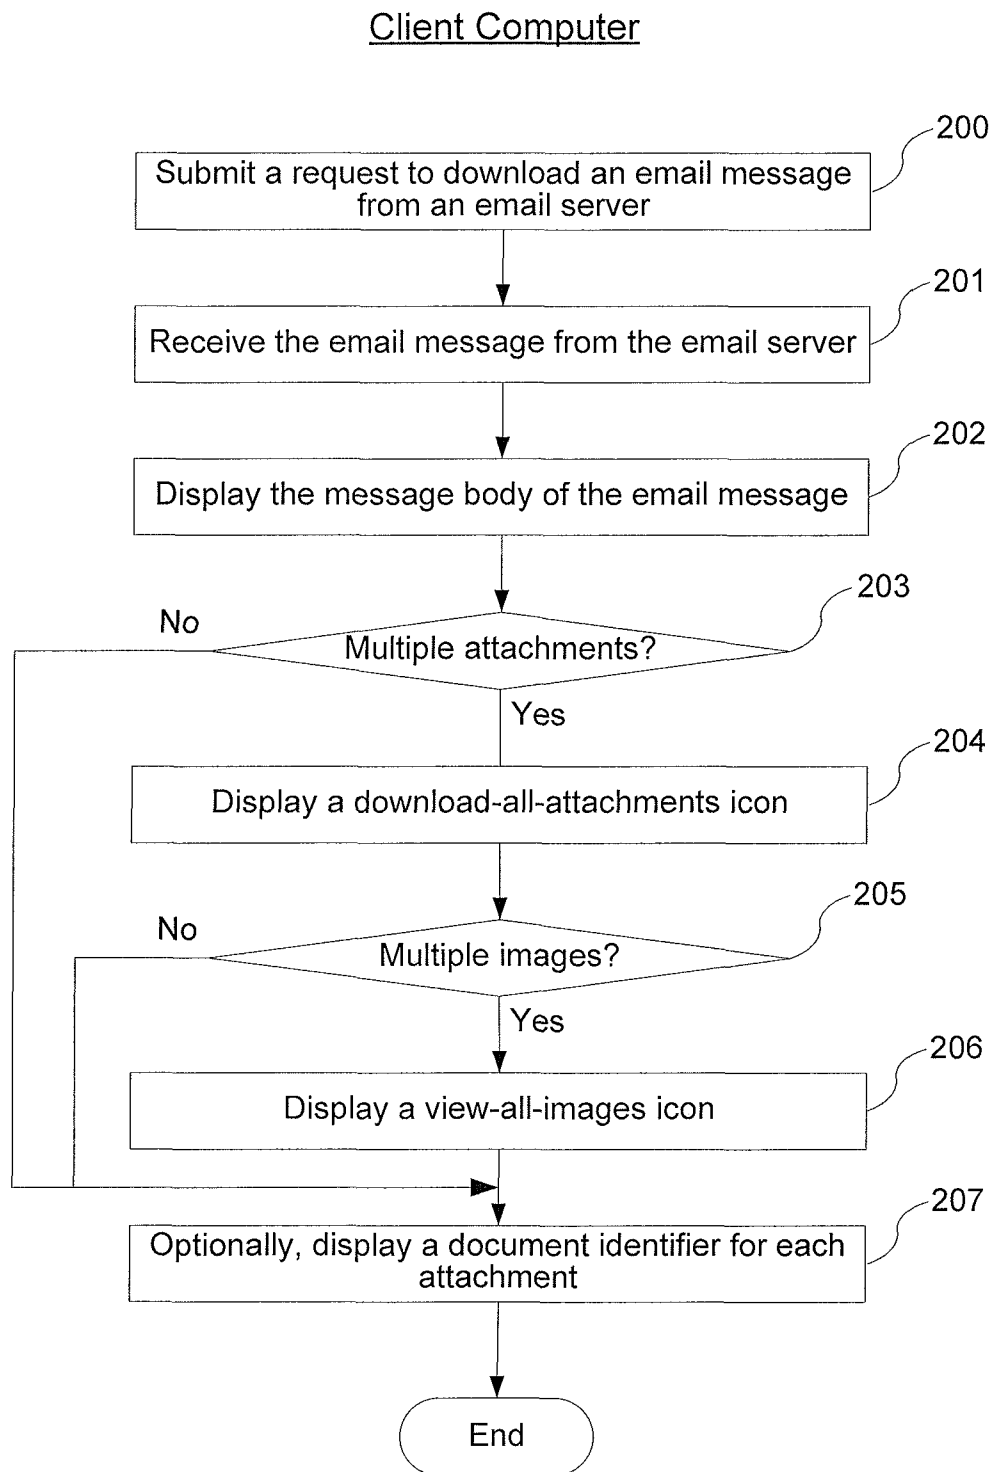 Client Computer
200
Submit a request to download an email message
from an email server
201
Receive the email message from the email server
202
Display the message body of the email message
203
No
Multiple attachments?
Yes
204
Display a download-all-attachments icon
205
No
Multiple images?
Yes
206
Display a view-all-images icon
207
Optionally, display a document identifier for each
attachment
End